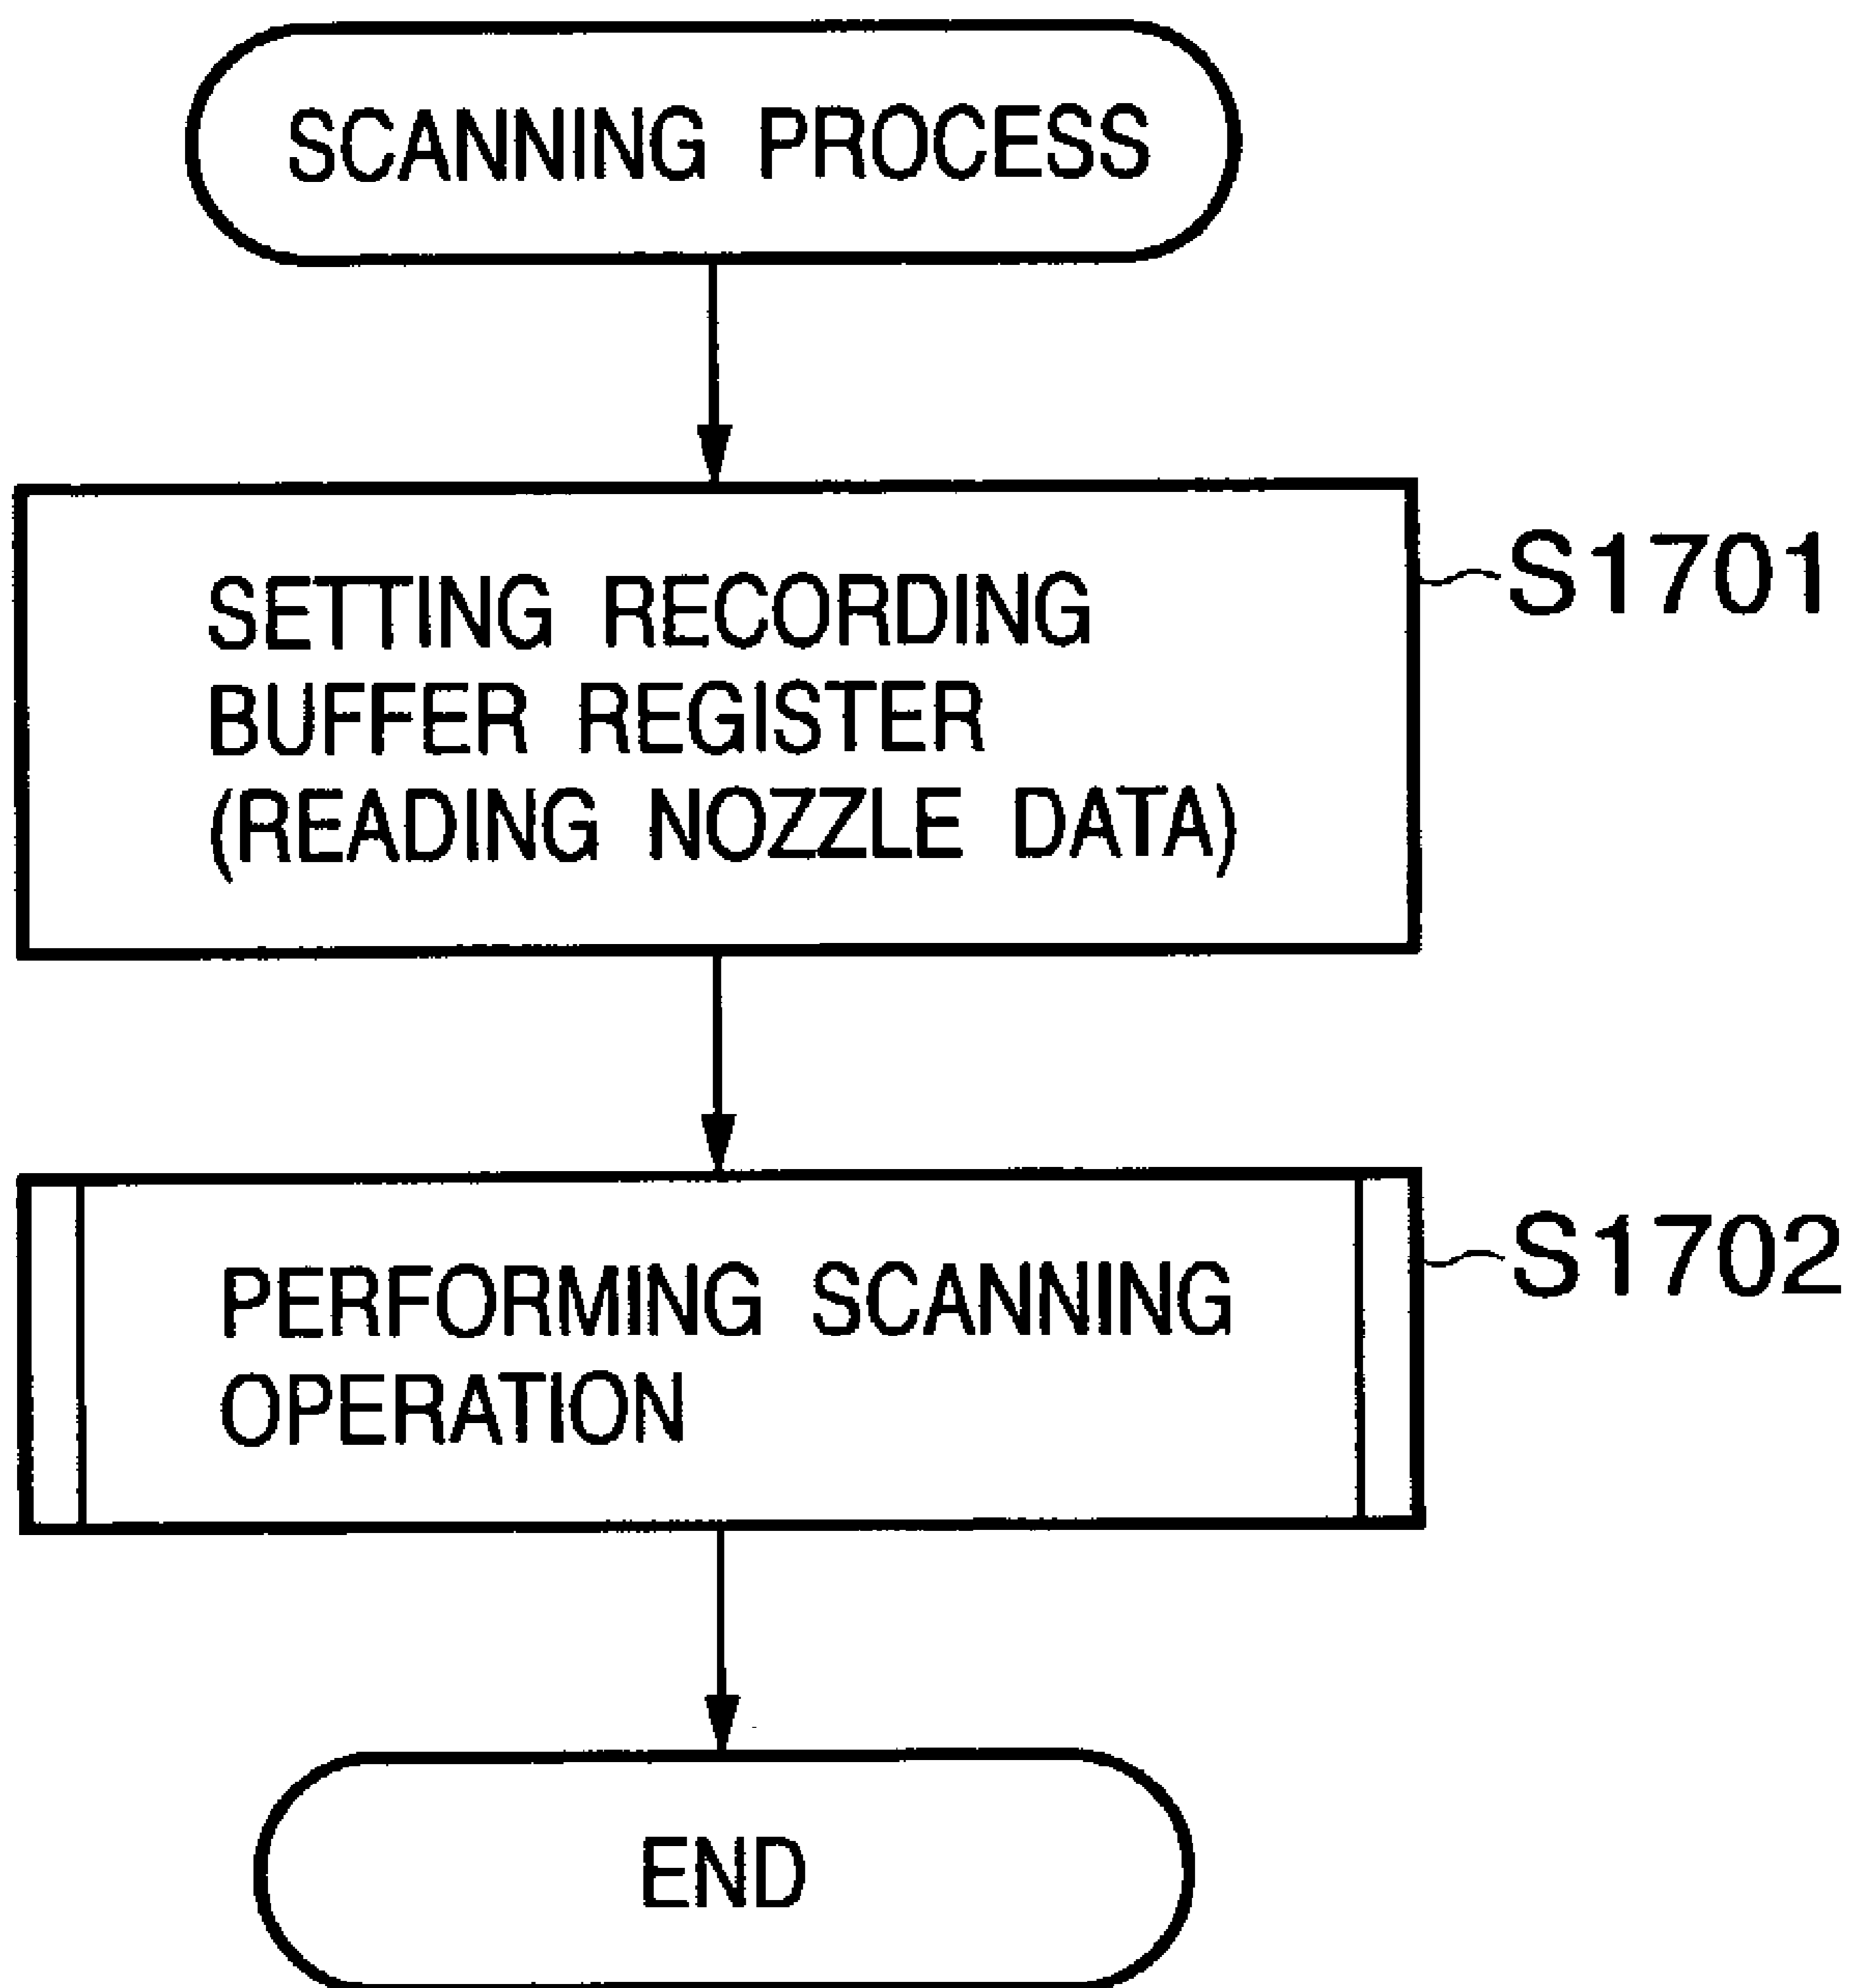 SCANNING PROCESS
SETTING RECORDING
BUFFER REGISTER
(READING NOZZLE DATA)
S1701
PERFORMING SCANNING
OPERATION
S1702
END